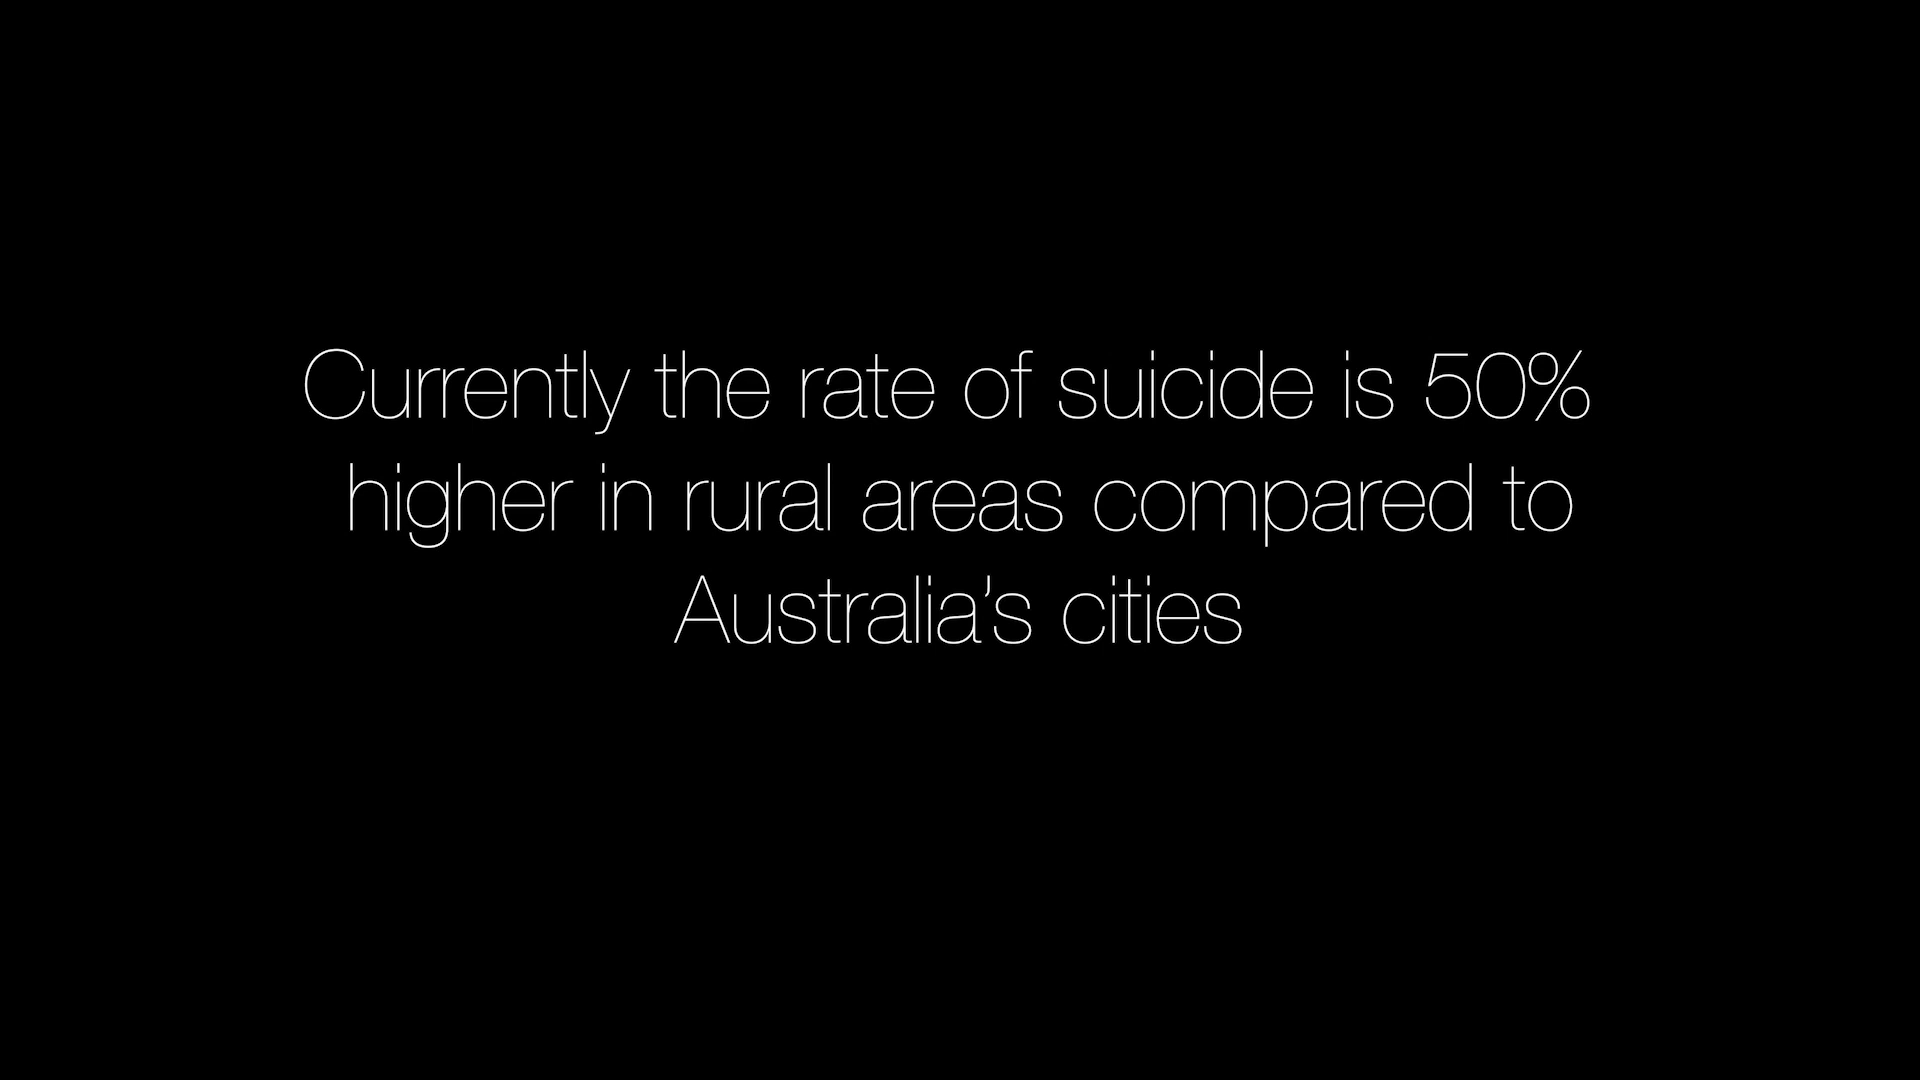 Currently the rate of suicide is 50%
higher in rural areas compared to
Australia’s cities